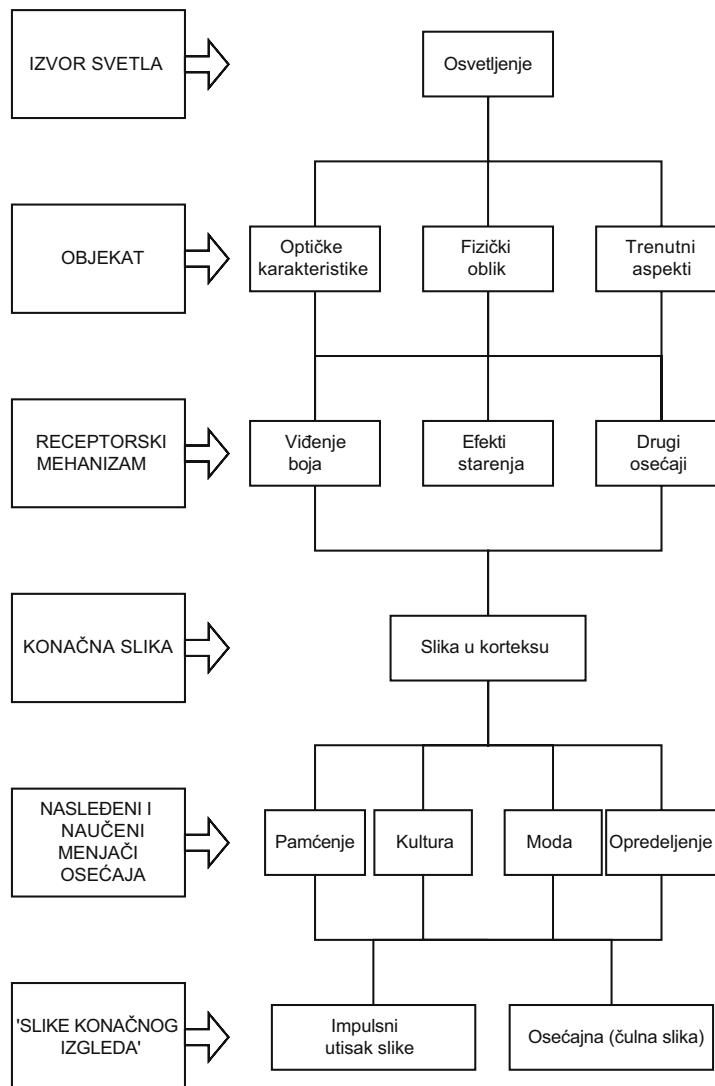 IZVOR SVETLA
Osvetljenje
OBJEKAT
Optičke
karakteristike
Fizički
oblik
Trenutni
aspekti
RECEPTORSKI
MEHANIZAM
Viđenje
boja
Efekti
starenja
Drugi
osećaji
KONAČNA SLIKA
Slika u korteksu
NASLEĐENI I
NAUČENI
MENJAČI
OSEĆAJA
Pamćenje
Kultura
Moda
Opredeljenje
'SLIKE KONAČNOG
IZGLEDA'
Impulsni
utisak slike
Osećajna (čulna slika)